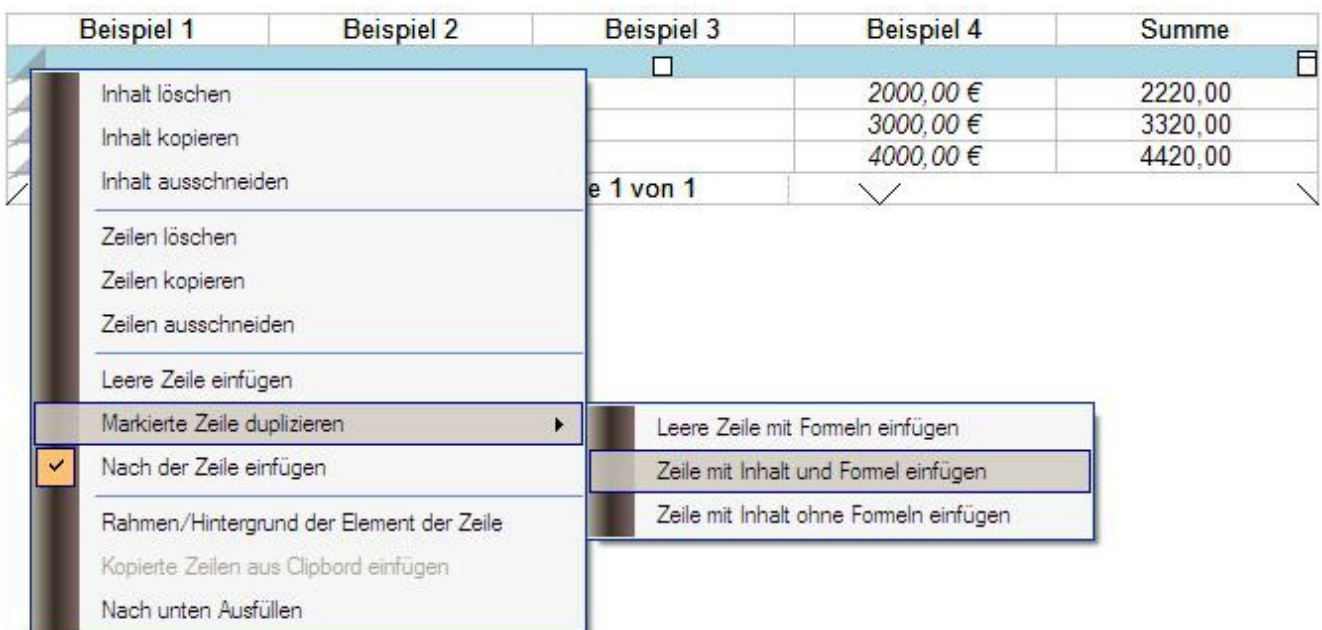 Beispiel 1 Beispiel 2 Beispiel 3 Beispiel 4 Summe
2000,00 € 2220,00
3000,00 € 3320,00
4000,00 € 4420,00
e 1 von 1
Inhalt löschen
Inhalt kopieren
Inhalt ausschneiden
Zeilen löschen
Zeilen kopieren
Zeilen ausschneiden
Leere Zeile einfügen
Markierte Zeile duplizieren
Nach der Zeile einfügen
Rahmen/Hintergrund der Element der Zeile
Kopierte Zeilen aus Clipbord einfügen
Nach unten Ausfüllen
Leere Zeile mit Formeln einfügen
Zeile mit Inhalt und Formel einfügen
Zeile mit Inhalt ohne Formeln einfügen